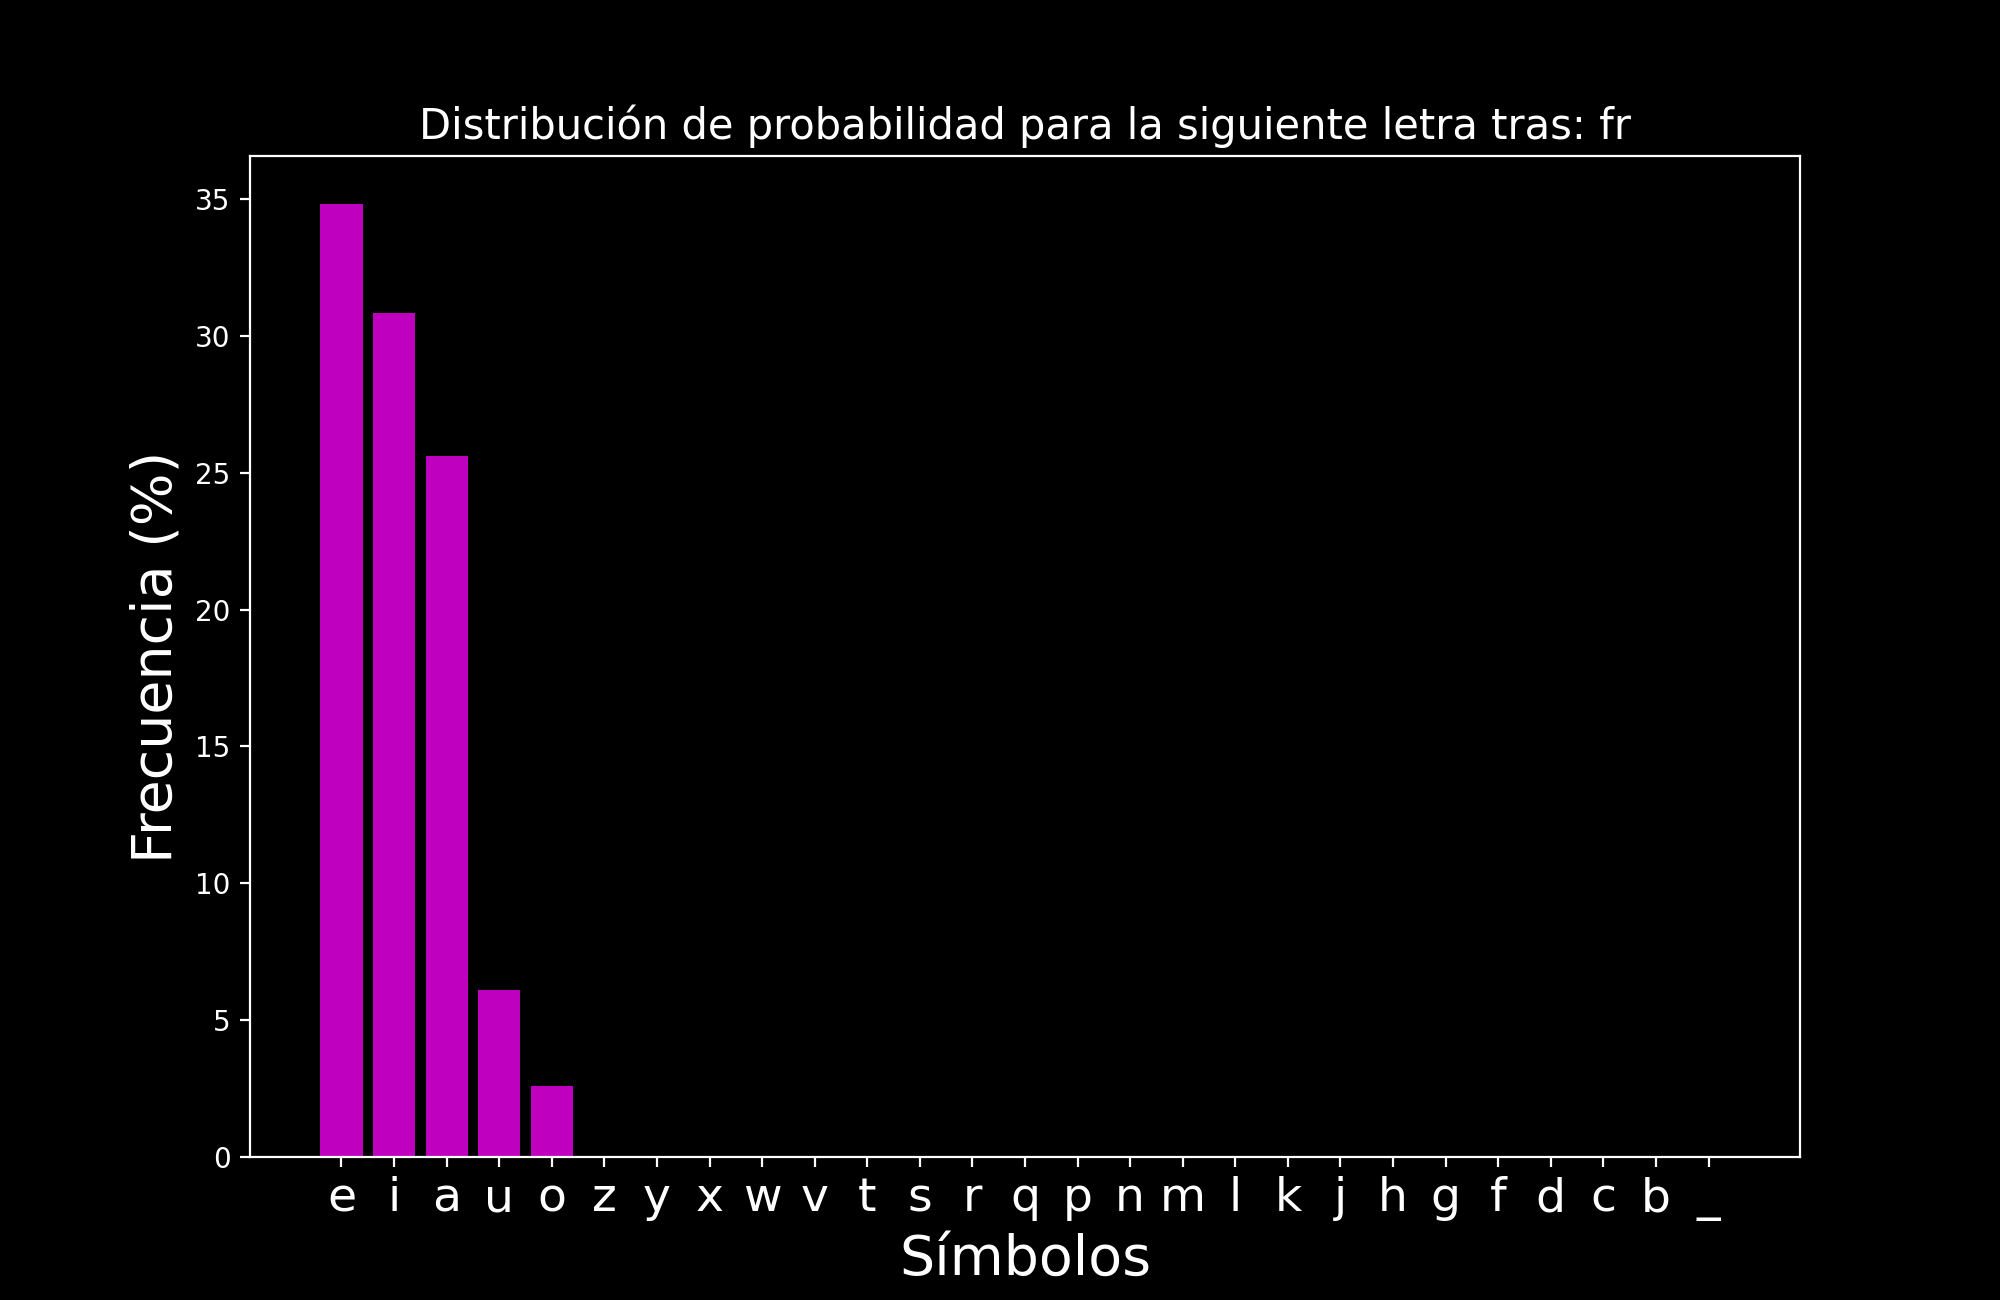 Distribución de probabilidad para la siguiente letra tras: fr
Frecuencia (%)
35
30
25
20
15
10
5
0
e i a u o z y x w v t s r q p n m l k j h g f d c b _
Símbolos